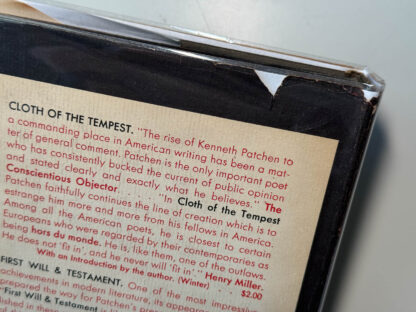 CLOTH OF THE TEMPEST. "The rise of Kenneth Patchen to
a commanding place in American writing has been a mat-
ter of general comment. Patchen is the only important poet
who has consistently bucked the current of public opinion
and stated clearly and exactly what he believes." The
Conscientious Objector. . . . "In Cloth of the Tempest
Patchen faithfully continues the line of creation which is to
estrange him more and more from his fellows in America.
Among all the American poets, he is closest to certain
Europeans who were regarded by their contemporaries as
being hors du monde. He is, like them, one of the outlaws.
He does not 'fit in', and he never will 'fit in'." Henry Miller.
With an Introduction by the author. (Winter) . $2.00
FIRST WILL & TESTAMENT. One of the most impressive
achievements in modern literature, its appearance
prepared the way for Patchen's
"First Will & Testament is
lished in these